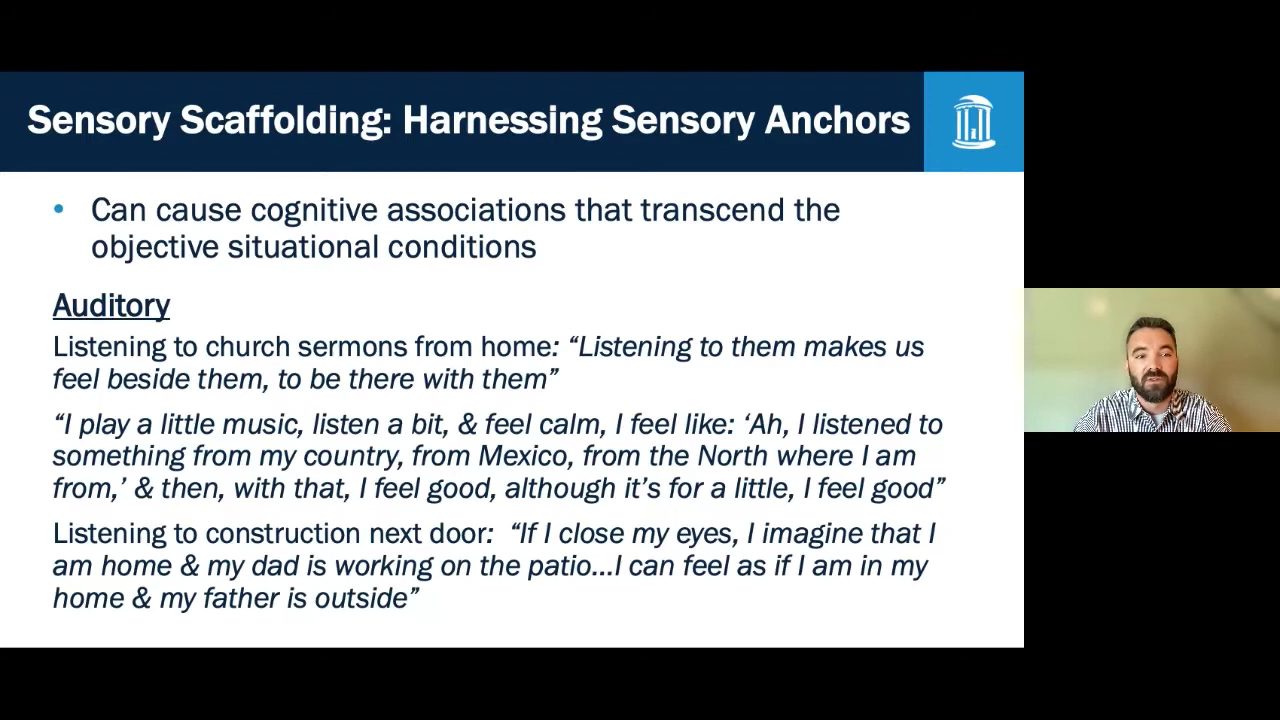 Sensory Scaffolding: Harnessing Sensory Anchors
• Can cause cognitive associations that transcend the
objective situational conditions
Auditory
Listening to church sermons from home: “Listening to them makes us
feel beside them, to be there with them”
“I play a little music, listen a bit, & feel calm, I feel like: ‘Ah, I listened to
something from my country, from Mexico, from the North where I am
from,’ & then, with that, I feel good, although it’s for a little, I feel good”
Listening to construction next door: “If I close my eyes, I imagine that I
am home & my dad is working on the patio…I can feel as if I am in my
home & my father is outside”